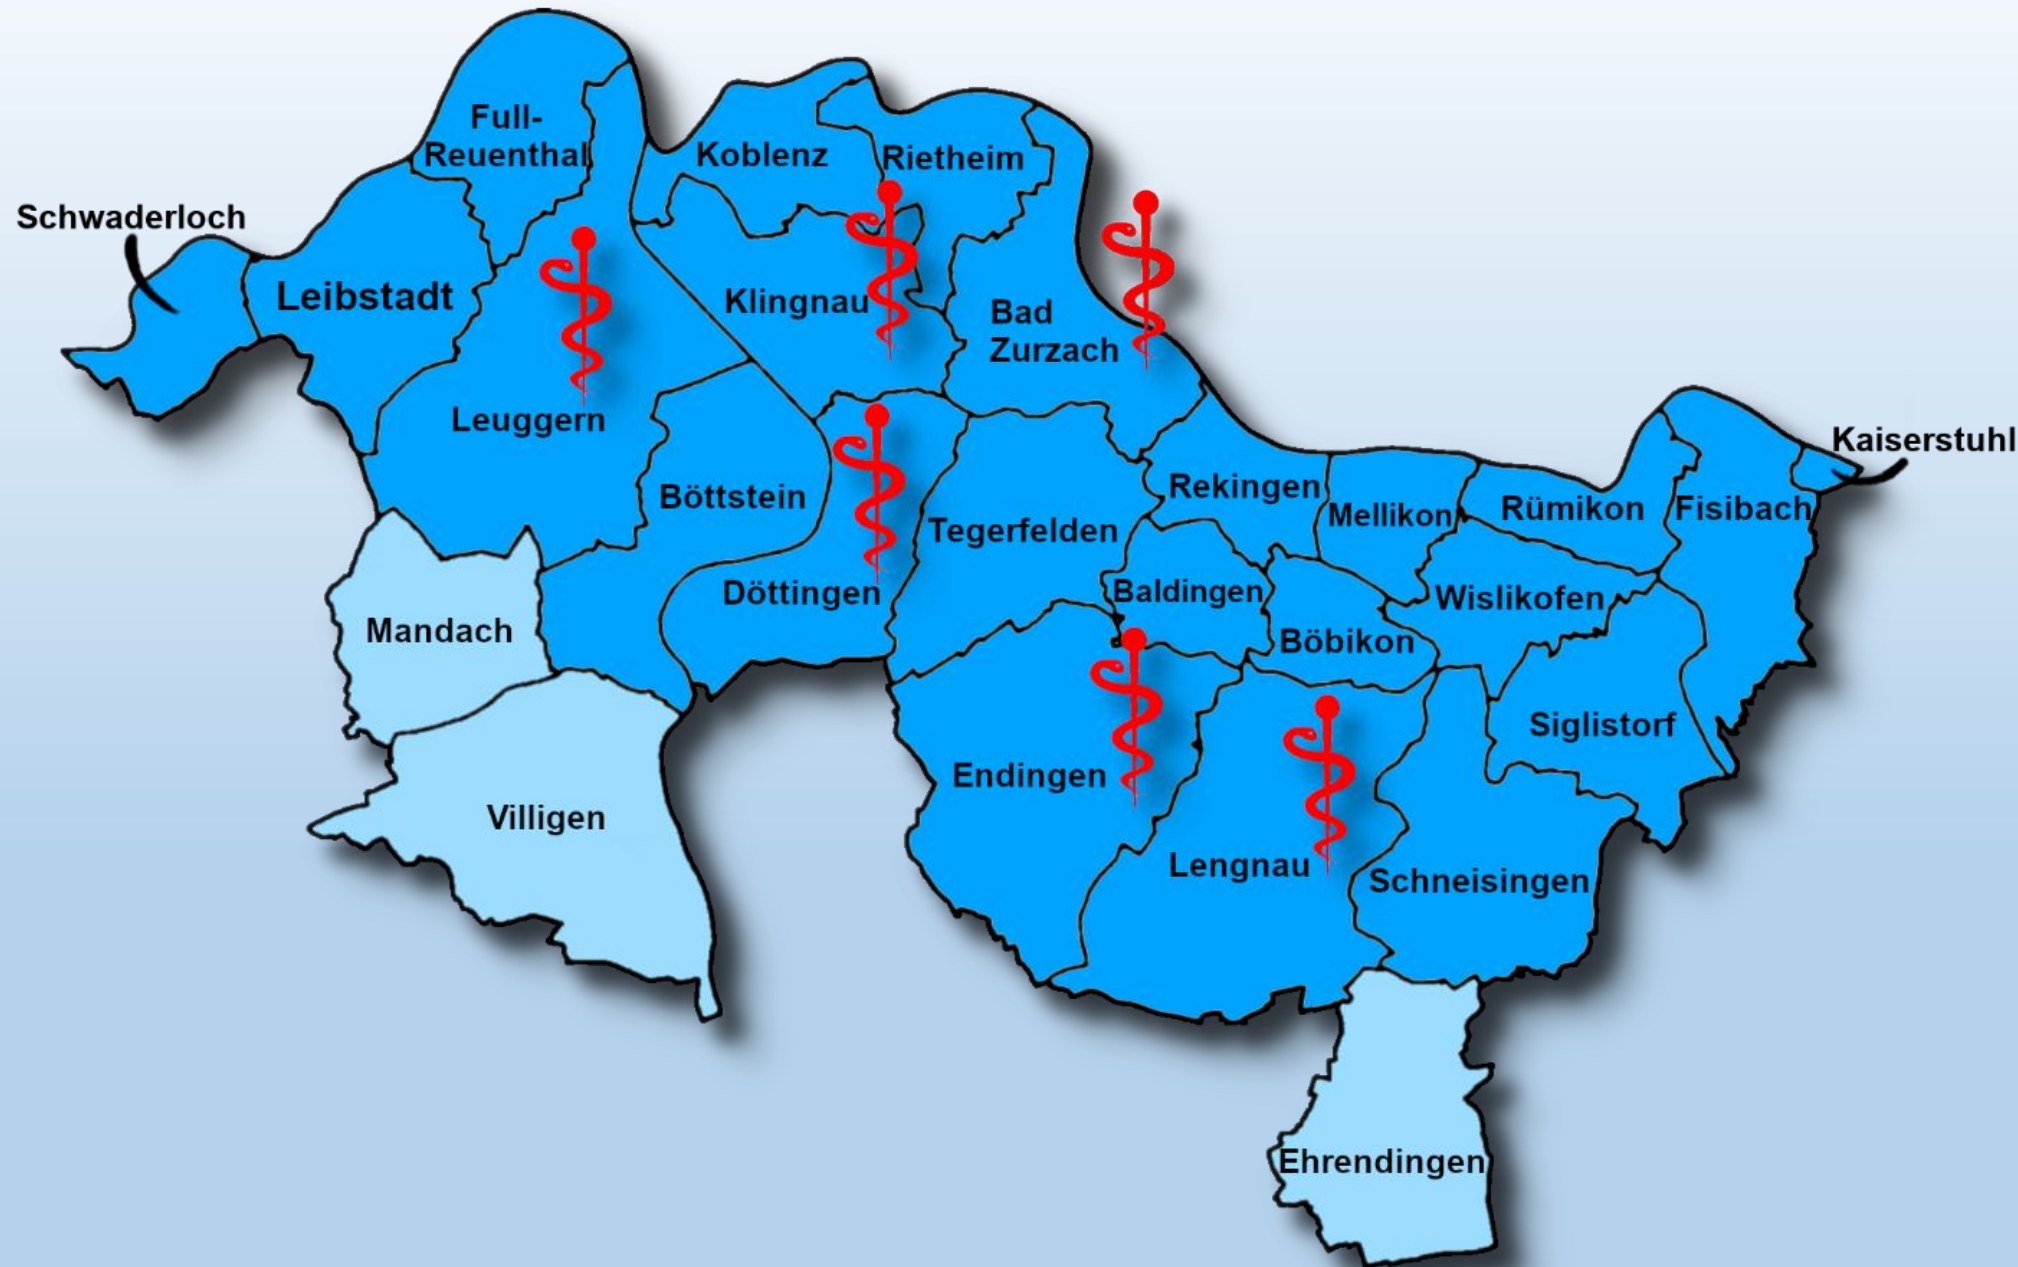 Full-
Reuenthal
Koblenz
Rietheim
Schwaderloch
Leibstadt
Klingnau
Bad
Zurzach
Leuggern
Kaiserstuhl
Böttstein
Rekingen
Mellikon
Rümikon
Fisibach
Tegerfelden
Döttingen
Baldingen
Wislikofen
Mandach
Böbikon
Siglistorf
Endingen
Villigen
Lengnau
Schneisingen
Ehrendingen